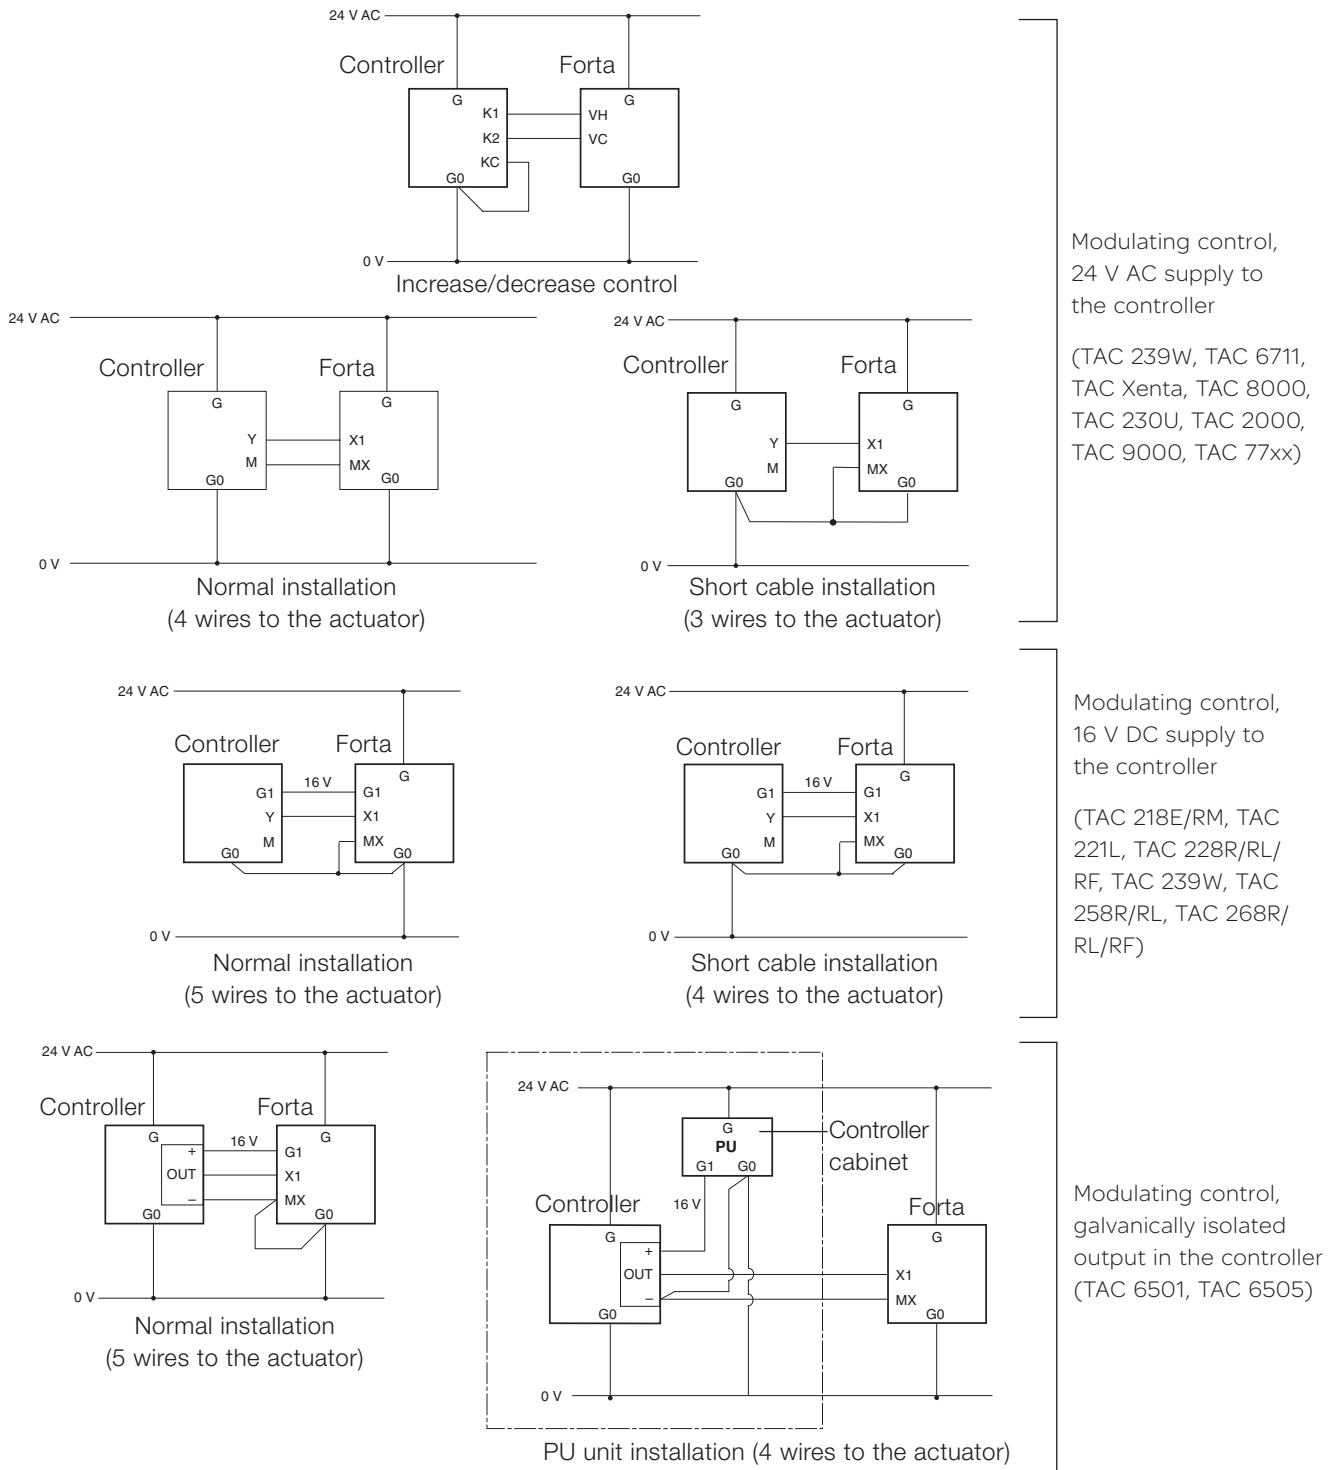 24 V AC
Controller Forta
G G
K1 VH
K2 VC
KC
G0 G0
0 V
Increase/decrease control
24 V AC
Controller Forta
G G
Y X1
M MX
G0 G0
0 V
Normal installation
(4 wires to the actuator)
24 V AC
Controller Forta
G G
Y X1
M MX
G0 G0
0 V
Short cable installation
(3 wires to the actuator)
Modulating control,
24 V AC supply to
the controller
(TAC 239W, TAC 6711,
TAC Xenta, TAC 8000,
TAC 230U, TAC 2000,
TAC 9000, TAC 77xx)
24 V AC
Controller Forta
G
G1 16 V G1
Y X1
M MX
G0 G0
0 V
Normal installation
(5 wires to the actuator)
24 V AC
Controller Forta
G
G1 16 V G1
Y X1
M MX
G0 G0
0 V
Short cable installation
(4 wires to the actuator)
Modulating control,
16 V DC supply to
the controller
(TAC 218E/RM, TAC
221L, TAC 228R/RL/
RF, TAC 239W, TAC
258R/RL, TAC 268R/
RL/RF)
24 V AC
Controller Forta
G G
+ 16 V G1
OUT X1
– MX
G0 G0
0 V
Normal installation
(5 wires to the actuator)
24 V AC
G
PU
G1 G0
Controller
cabinet
Controller 16 V Forta
G G
+
OUT X1
– MX
G0 G0
0 V
PU unit installation (4 wires to the actuator)
Modulating control,
galvanically isolated
output in the controller
(TAC 6501, TAC 6505)